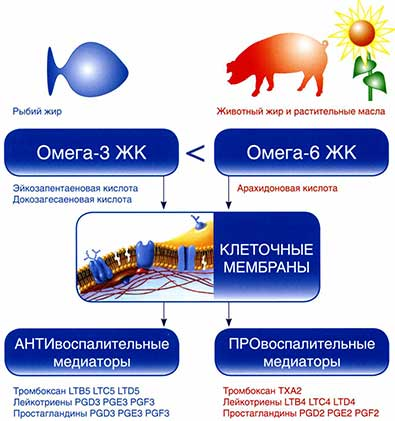 Рыбий жир
Животный жир и растительные масла
Омега-3 ЖК
<
Омега-6 ЖК
Эйкозапентаеновая кислота
Докозагесаеновая кислота
Арахидоновая кислота
КЛЕТОЧНЫЕ
МЕМБРАНЫ
АНТИвоспалительные
медиаторы
ПРОвоспалительные
медиаторы
Тромбоксан LTB5 LTC5 LTD5
Лейкотриены PGD3 PGE3 PGF3
Простагландины PGD3 PGE3 PGF3
Тромбоксан TXA2
Лейкотриены LTB4 LTC4 LTD4
Простагландины PGD2 PGE2 PGF2